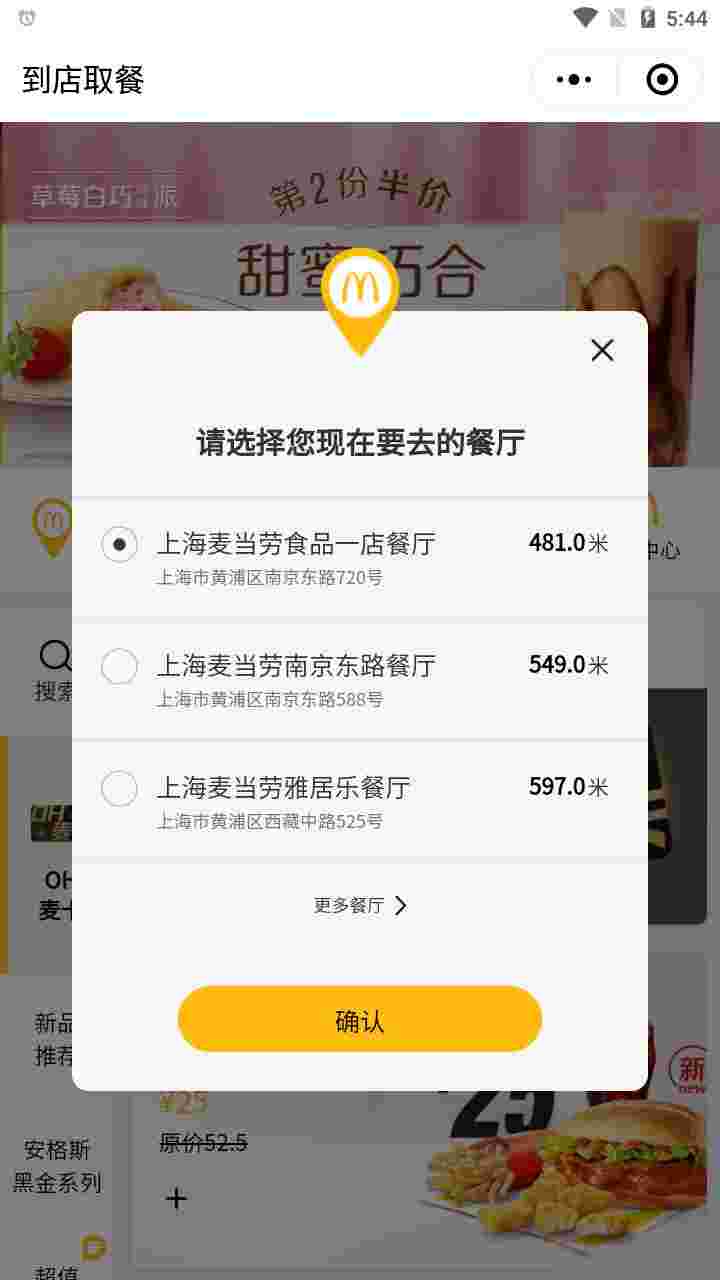 5:44
到店取餐
草莓白巧
派
第2份半价
请选择您现在要去的餐厅
上海麦当劳食品一店餐厅
481.0米
上海市黄浦区南京东路720号
上海麦当劳南京东路餐厅
549.0米
上海市黄浦区南京东路588号
上海麦当劳雅居乐餐厅
597.0米
上海市黄浦区西藏中路525号
更多餐厅
确认
甜蜜巧合
中心
搜索
OH
麦卡
新品
推荐
¥25
25
新
new
原价52.5
安格斯
黑金系列
+
超值